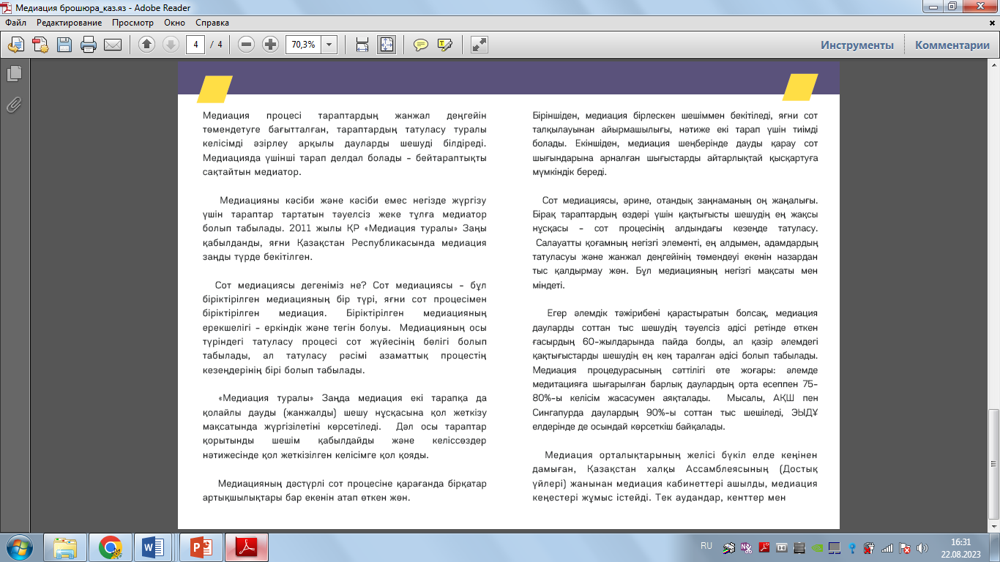 Медиация брошюра_каз.яз - Adobe Reader
Файл Редактирование Просмотр Окно Справка
4 / 4 70,3% Инструменты Комментарии
Медиация процесі тараптардың жанжал деңгейін
төмендетуге бағытталған, тараптардың татуласу туралы
келісімді әзірлеу арқылы дауларды шешуді білдіреді.
Медиацияда үшінші тарап делдал болады - бейтараптықты
сақтайтын медиатор.
Медиацияны кәсіби және кәсіби емес негізде жүргізу
үшін тараптар тартатын тәуелсіз жеке тұлға медиатор
болып табылады. 2011 жылы ҚР «Медиация туралы» Заңы
қабылданды, яғни Қазақстан Республикасында медиация
заңды түрде бекітілген.
Сот медиациясы дегеніміз не? Сот медиациясы - бұл
біріктірілген медиацияның бір түрі, яғни сот процесімен
біріктірілген медиация. Біріктірілген медиацияның
ерекшелігі - еркіндік және тегін болуы. Медиацияның осы
түріндегі татуласу процесі сот жүйесінің бөлігі болып
табылады, ал татуласу рәсімі азаматтық процестің
кезеңдерінің бірі болып табылады.
«Медиация туралы» Заңда медиация екі тарапқа да
қолайлы дауды (жанжалды) шешу нұсқасына қол жеткізу
мақсатында жүргізілетіні көрсетіледі. Дәл осы тараптар
қорытынды шешім қабылдайды және келіссөздер
нәтижесінде қол жеткізілген келісімге қол қояды.
Медиацияның дәстүрлі сот процесіне қарағанда бірқатар
артықшылықтары бар екенін атап өткен жөн.
Біріншіден, медиация бірлескен шешіммен бекітіледі, яғни сот
талқылауынан айырмашылығы, нәтиже екі тарап үшін тиімді
болады. Екіншіден, медиация шеңберінде дауды қарау сот
шығындарына арналған шығыстарды айтарлықтай қысқартуға
мүмкіндік береді.
Сот медиациясы, әрине, отандық заңнаманың оң жаңалығы.
Бірақ тараптардың өздері үшін қақтығысты шешудің ең жақсы
нұсқасы - сот процесінің алдындағы кезеңде татуласу.
Салауатты қоғамның негізгі элементі, ең алдымен, адамдардың
татуласуы және жанжал деңгейінің төмендеуі екенін назардан
тыс қалдырмау жөн. Бұл медиацияның негізгі мақсаты мен
міндеті.
Егер әлемдік тәжірибені қарастыратын болсақ, медиация
дауларды соттан тыс шешудің тәуелсіз әдісі ретінде өткен
ғасырдың 60-жылдарында пайда болды, ал қазір әлемдегі
қақтығыстарды шешудің ең кең таралған әдісі болып табылады.
Медиация процедурасының сәттілігі өте жоғары: әлемде
медитацияға шығарылған барлық даулардың орта есеппен 75-
80%-ы келісім жасасумен аяқталады. Мысалы, АҚШ пен
Сингапурда даулардың 90%-ы соттан тыс шешіледі, ЭЫДҰ
елдерінде де осындай көрсеткіш байқалады.
Медиация орталықтарының желісі бүкіл елде кеңінен
дамыған, Қазақстан халқы Ассамблеясының (Достық
үйлері) жанынан медиация кабинеттері ашылды, медиация
кеңестері жұмыс істейді. Тек аудандар, кенттер мен
RU
16:31
22.08.2023